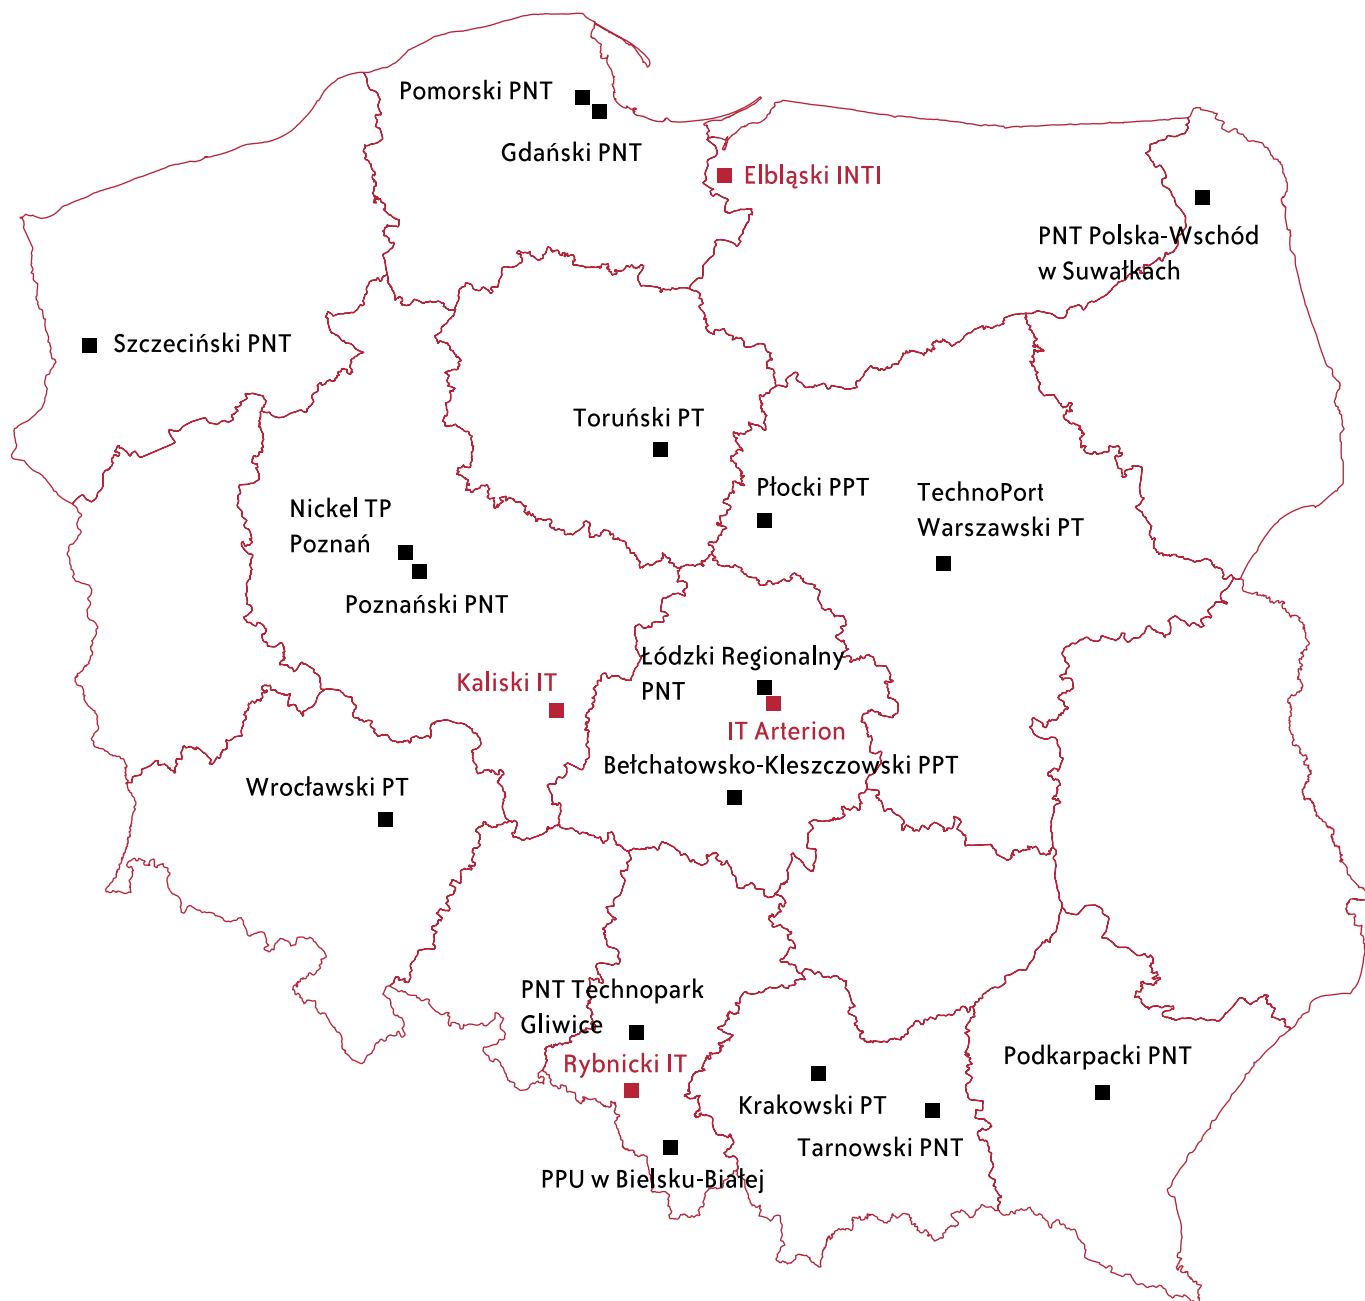 Pomorski PNT
Gdański PNT
Elbląski INTI
PNT Polska-Wschód
w Suwałkach
Szczeciński PNT
Toruński PT
Płocki PPT
TechnoPort
Warszawski PT
Nickel TP
Poznań
Poznański PNT
Łódzki Regionalny
PNT
Kaliski IT
IT Arterion
Bełchatowsko-Kleszczowski PPT
Wrocławski PT
PNT Technopark
Gliwice
Rybnicki IT
Podkarpacki PNT
Krakowski PT
Tarnowski PNT
PPU w Bielsku-Białej